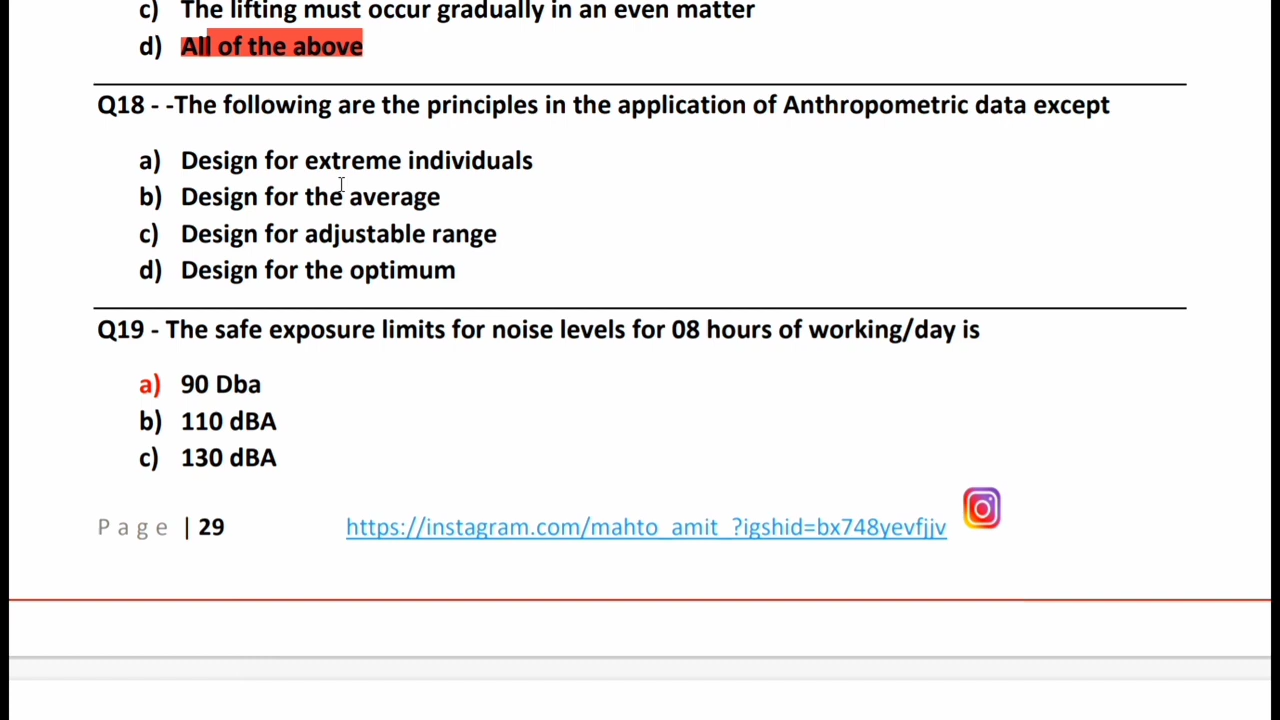 c) The lifting must occur gradually in an even matter
d) All of the above
Q18 - -The following are the principles in the application of Anthropometric data except
a) Design for extreme individuals
b) Design for the average
c) Design for adjustable range
d) Design for the optimum
Q19 - The safe exposure limits for noise levels for 08 hours of working/day is
a) 90 Dba
b) 110 dBA
c) 130 dBA
Page | 29 https://instagram.com/mahto_amit_?igshid=bx748yevfjjv